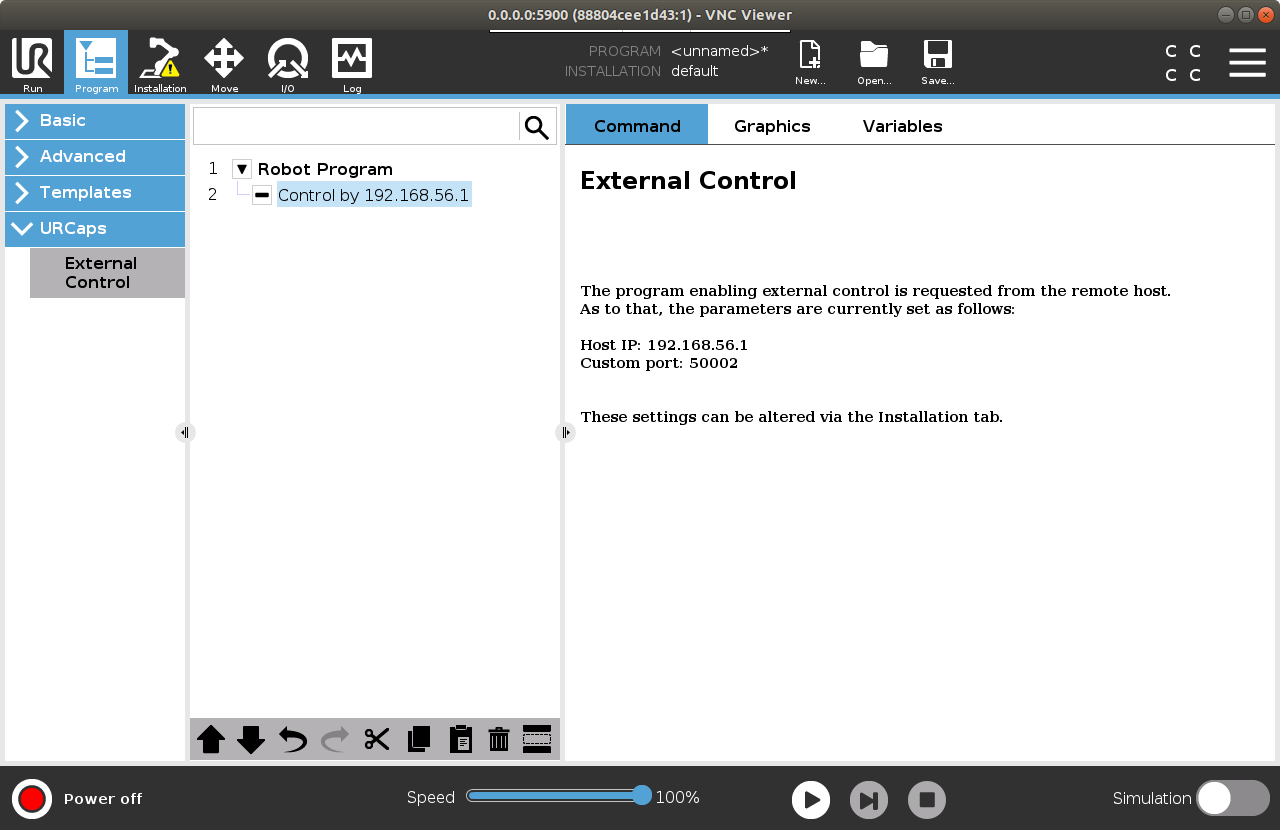 0.0.0.0:5900 (88804cee1d43:1) - VNC Viewer
Run
Program
Installation
Move
I/O
Log
PROGRAM <unnamed>*
INSTALLATION default
New...
Open...
Save...
C C
C C
Basic
Advanced
Templates
URCaps
External
Control
1 Robot Program
2 Control by 192.168.56.1
Command
Graphics
Variables
External Control
The program enabling external control is requested from the remote host.
As to that, the parameters are currently set as follows:
Host IP: 192.168.56.1
Custom port: 50002
These settings can be altered via the Installation tab.
Power off
Speed 100%
Simulation